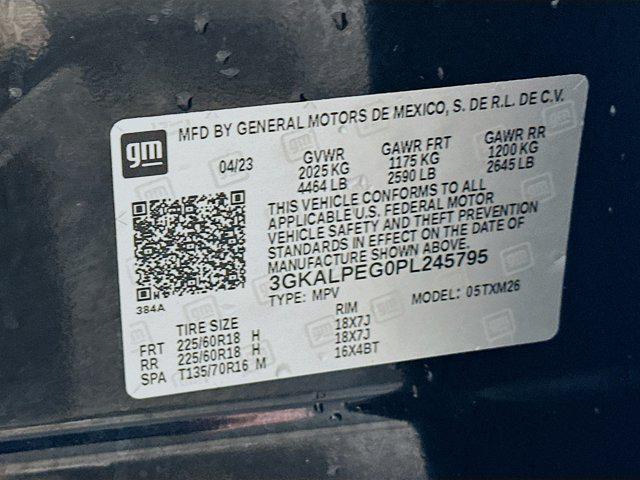 gm MFD BY GENERAL MOTORS DE MEXICO, S. DE R.L. DE C.V.
04/23 GVWR GAWR FRT GAWR RR
2025 KG 1175 KG 1200 KG
4464 LB 2590 LB 2645 LB
THIS VEHICLE CONFORMS TO ALL
APPLICABLE U.S. FEDERAL MOTOR
VEHICLE SAFETY AND THEFT PREVENTION
STANDARDS IN EFFECT ON THE DATE OF
MANUFACTURE SHOWN ABOVE.
3GKALPEG0PL245795
384A TYPE: MPV MODEL: 05TXM26
TIRE SIZE RIM
FRT 225/60R18 H 18X7J
RR 225/60R18 H 18X7J
SPA T135/70R16 M 16X4BT